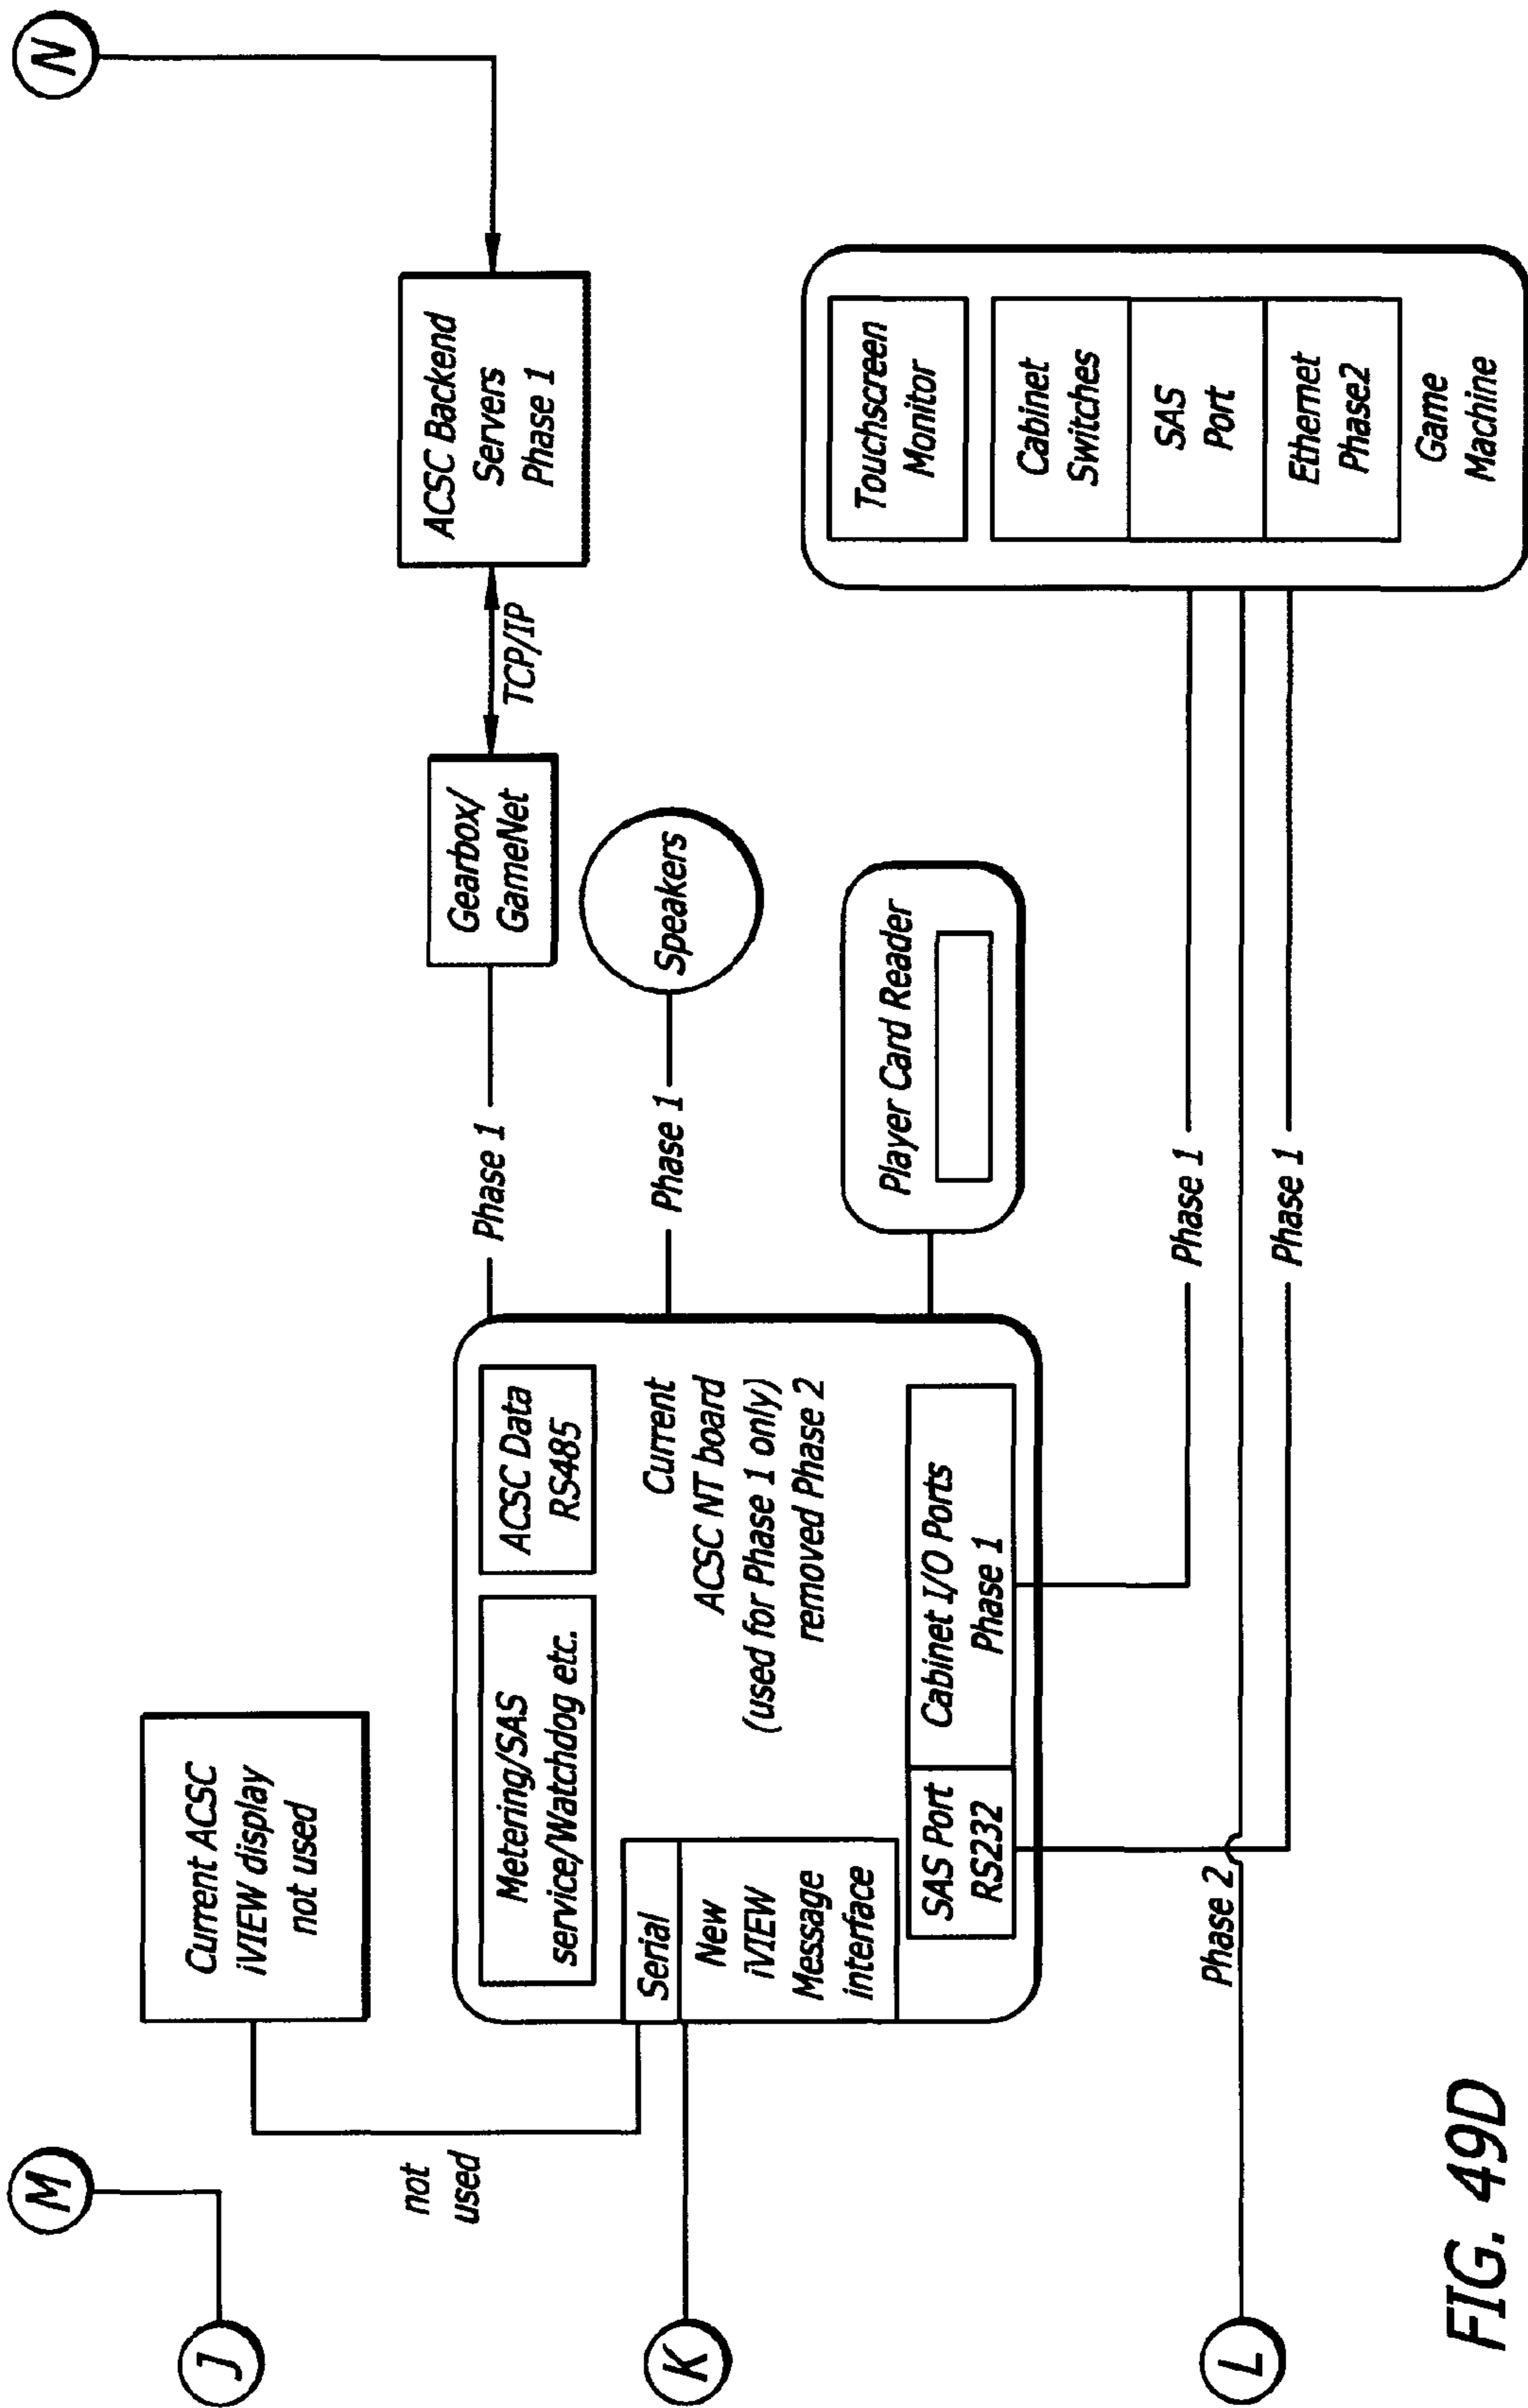 M
N
J
Current ACSC
iVIEW display
not used
not
used
ACSC Backend
Servers
Phase 1
TCP/IP
Gearbox/
GameNet
Phase 1
Speakers
Phase 1
Metering/SAS
service/Watchdog etc.
ACSC Data
RS485
Serial
New
iVIEW
Message
interface
Current
ACSC NT board
(used for Phase 1 only)
removed Phase 2
SAS Port
RS232
Cabinet I/O Ports
Phase 1
K
Player Card Reader
Touchscreen
Monitor
Cabinet
Switches
SAS
Port
Ethernet
Phase2
Game
Machine
Phase 1
Phase 2
Phase 1
L
FIG. 49D